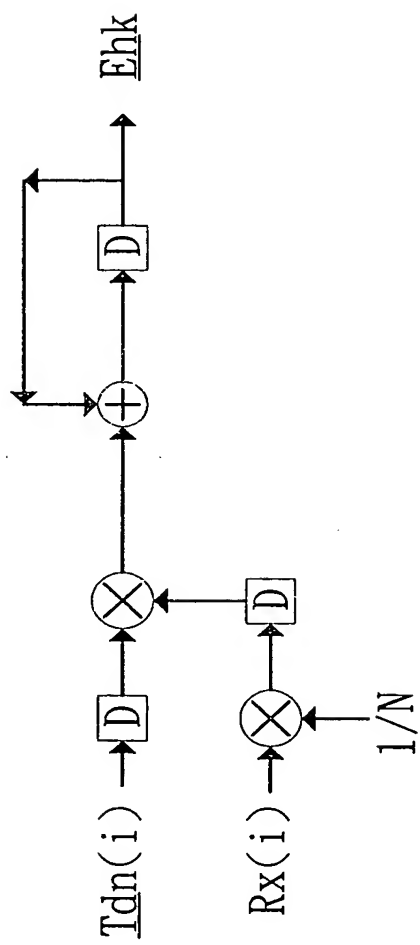 Tdn(i)
D
D
Ehk
Rx(i)
D
1/N